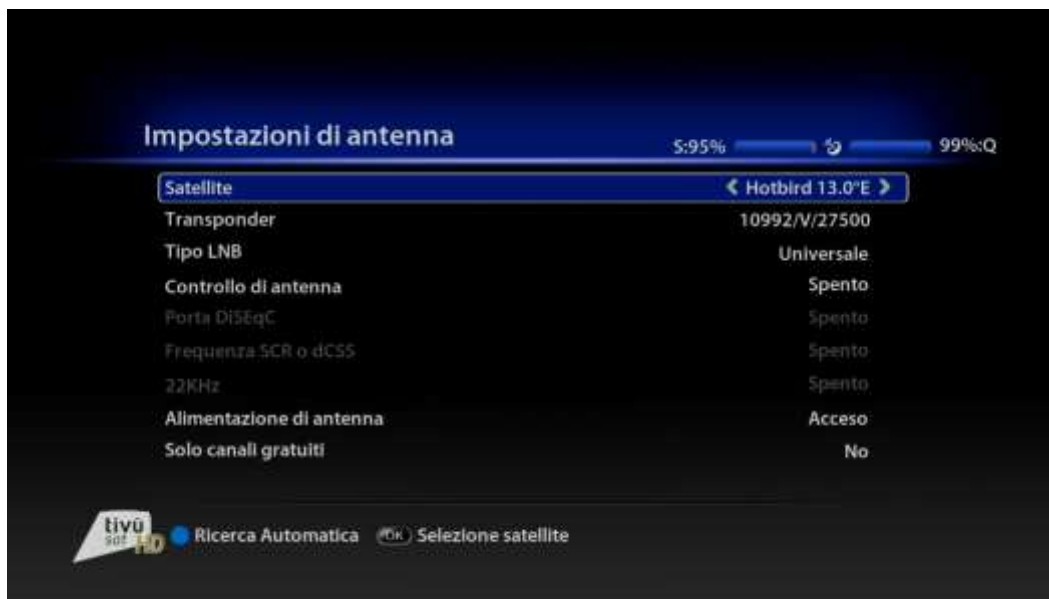 Impostazioni di antenna
S:95% 99%:Q
Satellite Hotbird 13.0°E
Transponder 10992/V/27500
Tipo LNB Universale
Controllo di antenna Spento
Porta DiSEqC Spento
Frequenza SCR o dCSS Spento
22KHz Spento
Alimentazione di antenna Acceso
Solo canali gratuiti No
tivù
sat HD
Ricerca Automatica OK Selezione satellite